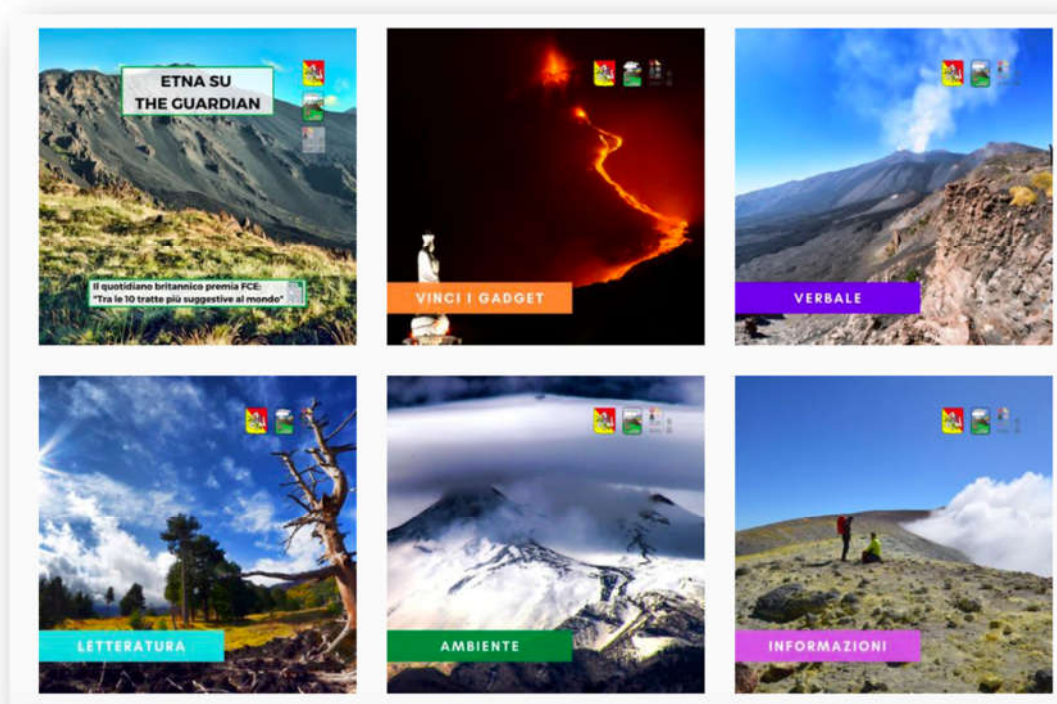 ETNA SU
THE GUARDIAN
Il quotidiano britannico premia FCE:
"Tra le 10 tratte più suggestive al mondo"
VINCI I GADGET
VERBALE
LETTERATURA
AMBIENTE
INFORMAZIONI